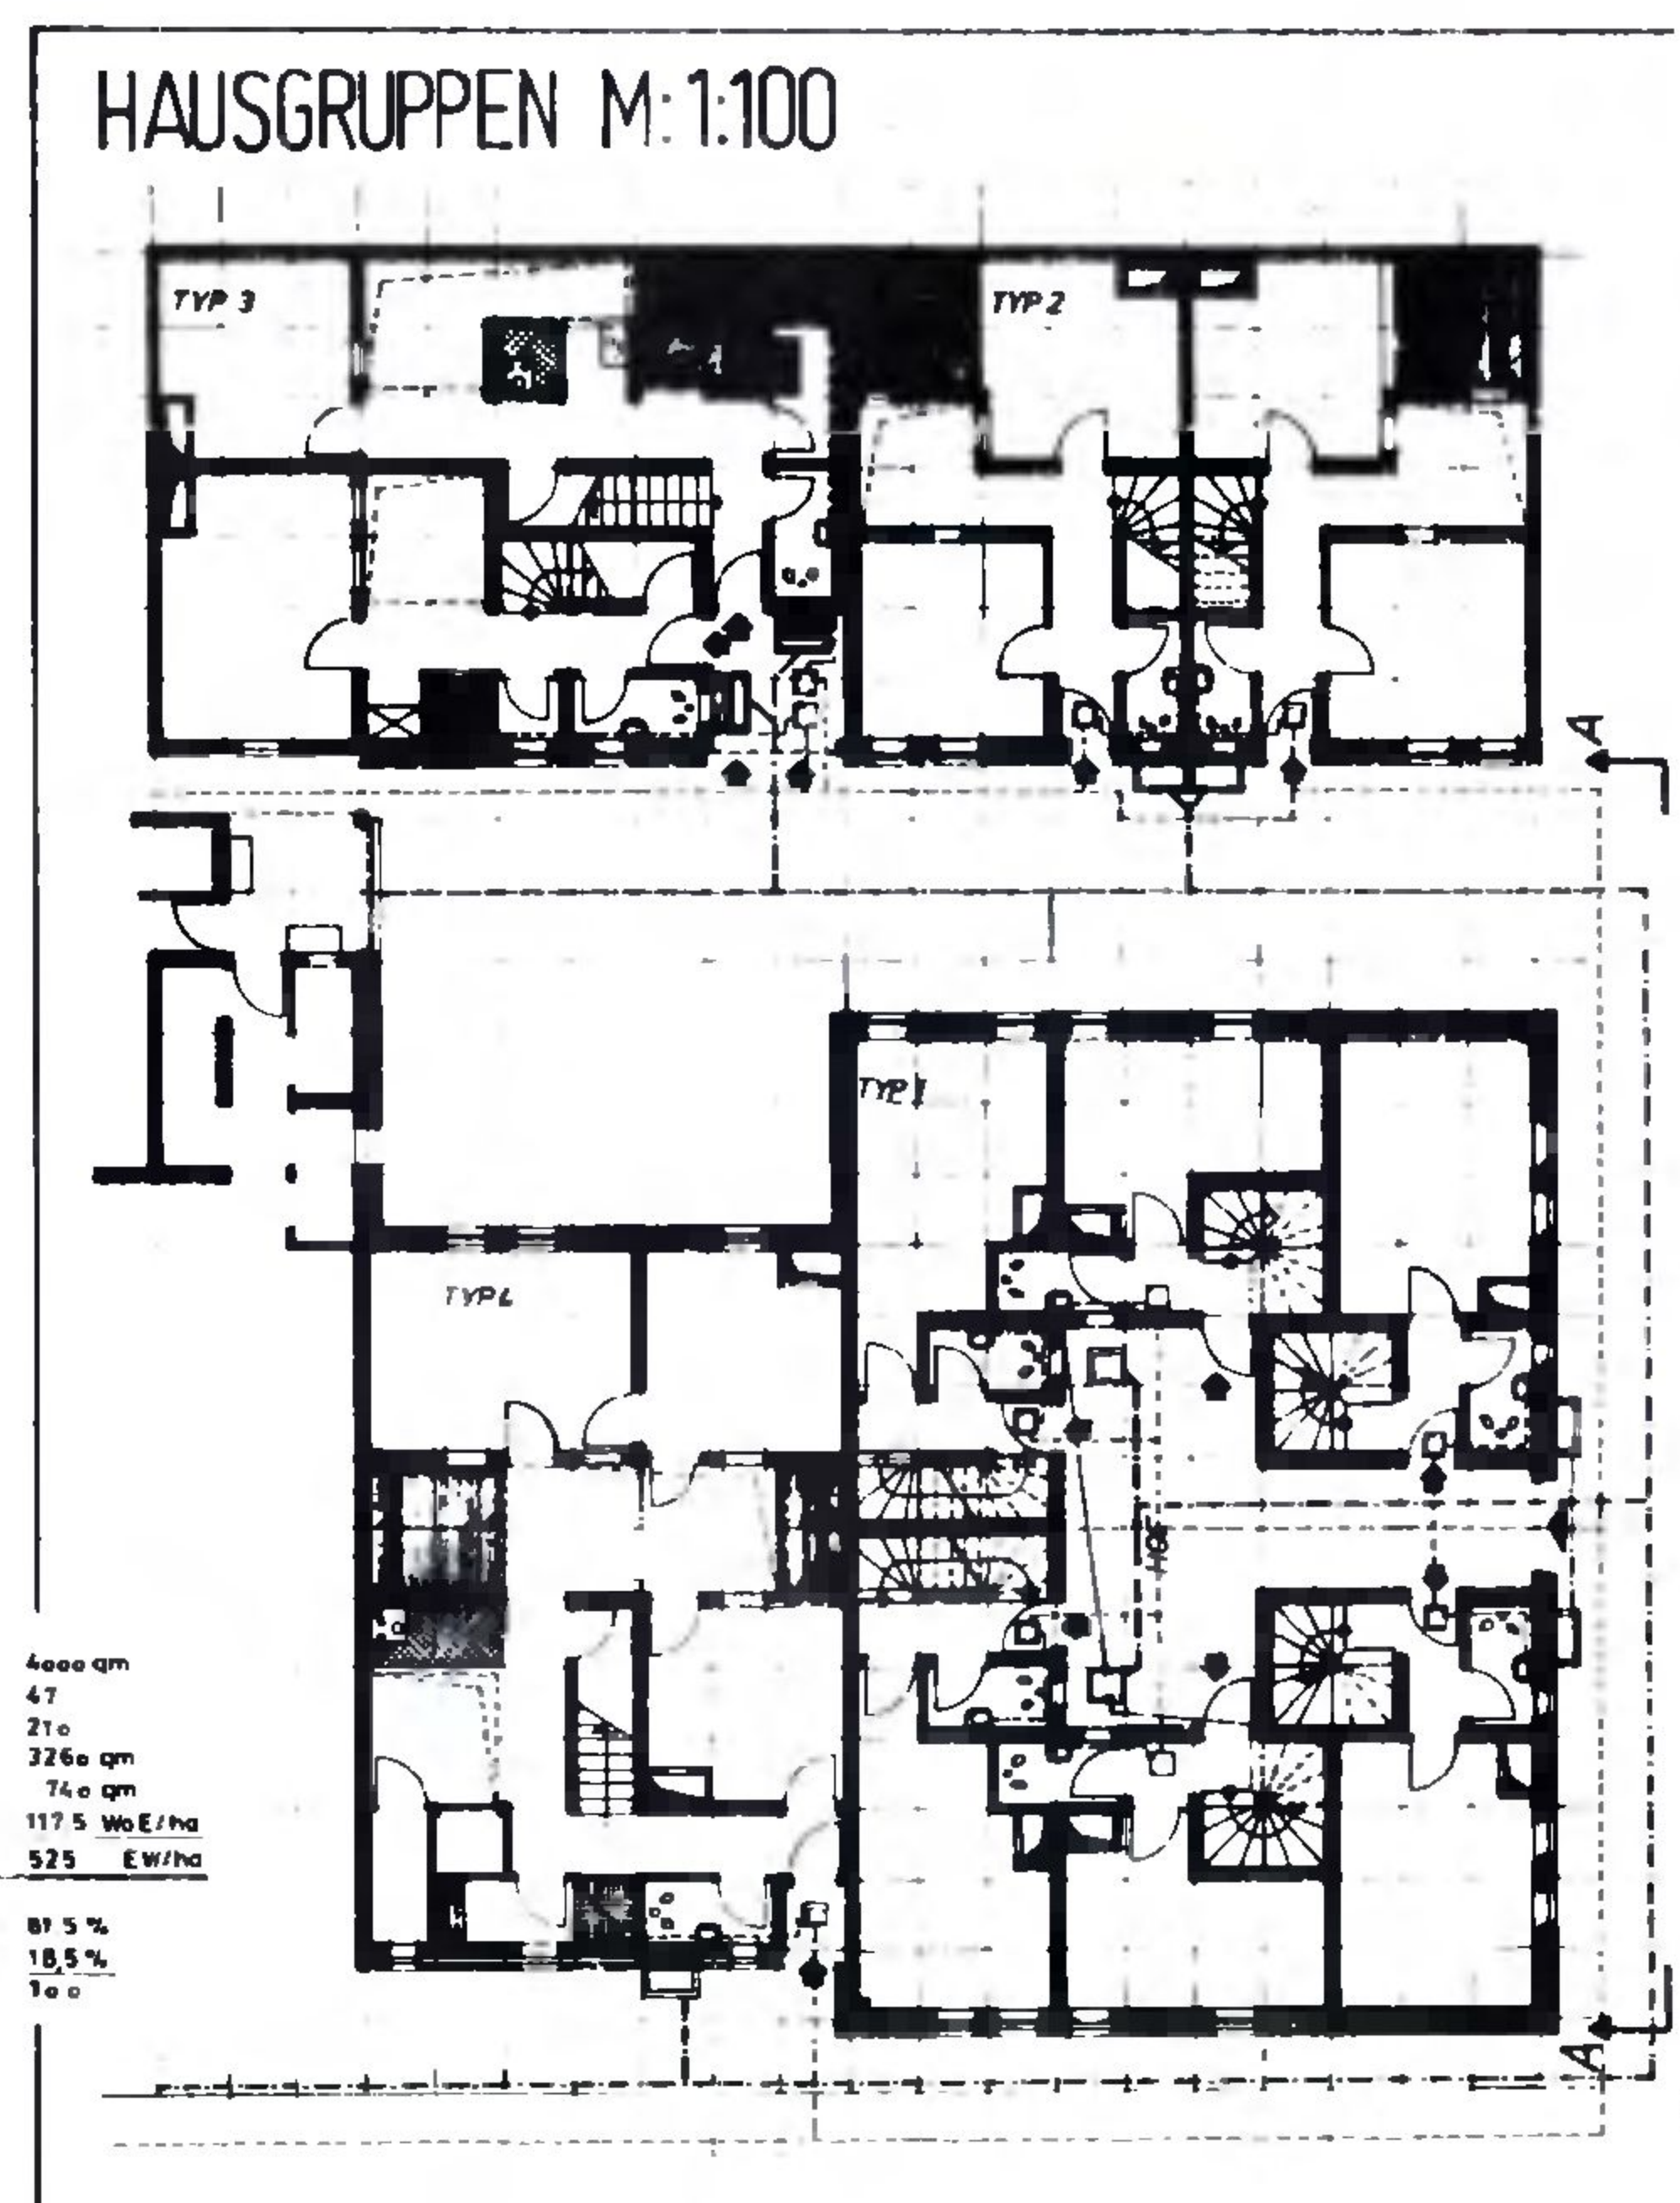 HAUSGRUPPEN M: 1:100
TYP 3
TYP 2
A
TYP 1
TYP 4
HOF
4000 qm
47
210
3260 qm
740 qm
117 5 WoE/ha
525 EW/ha
81 5 %
18,5 %
100
A